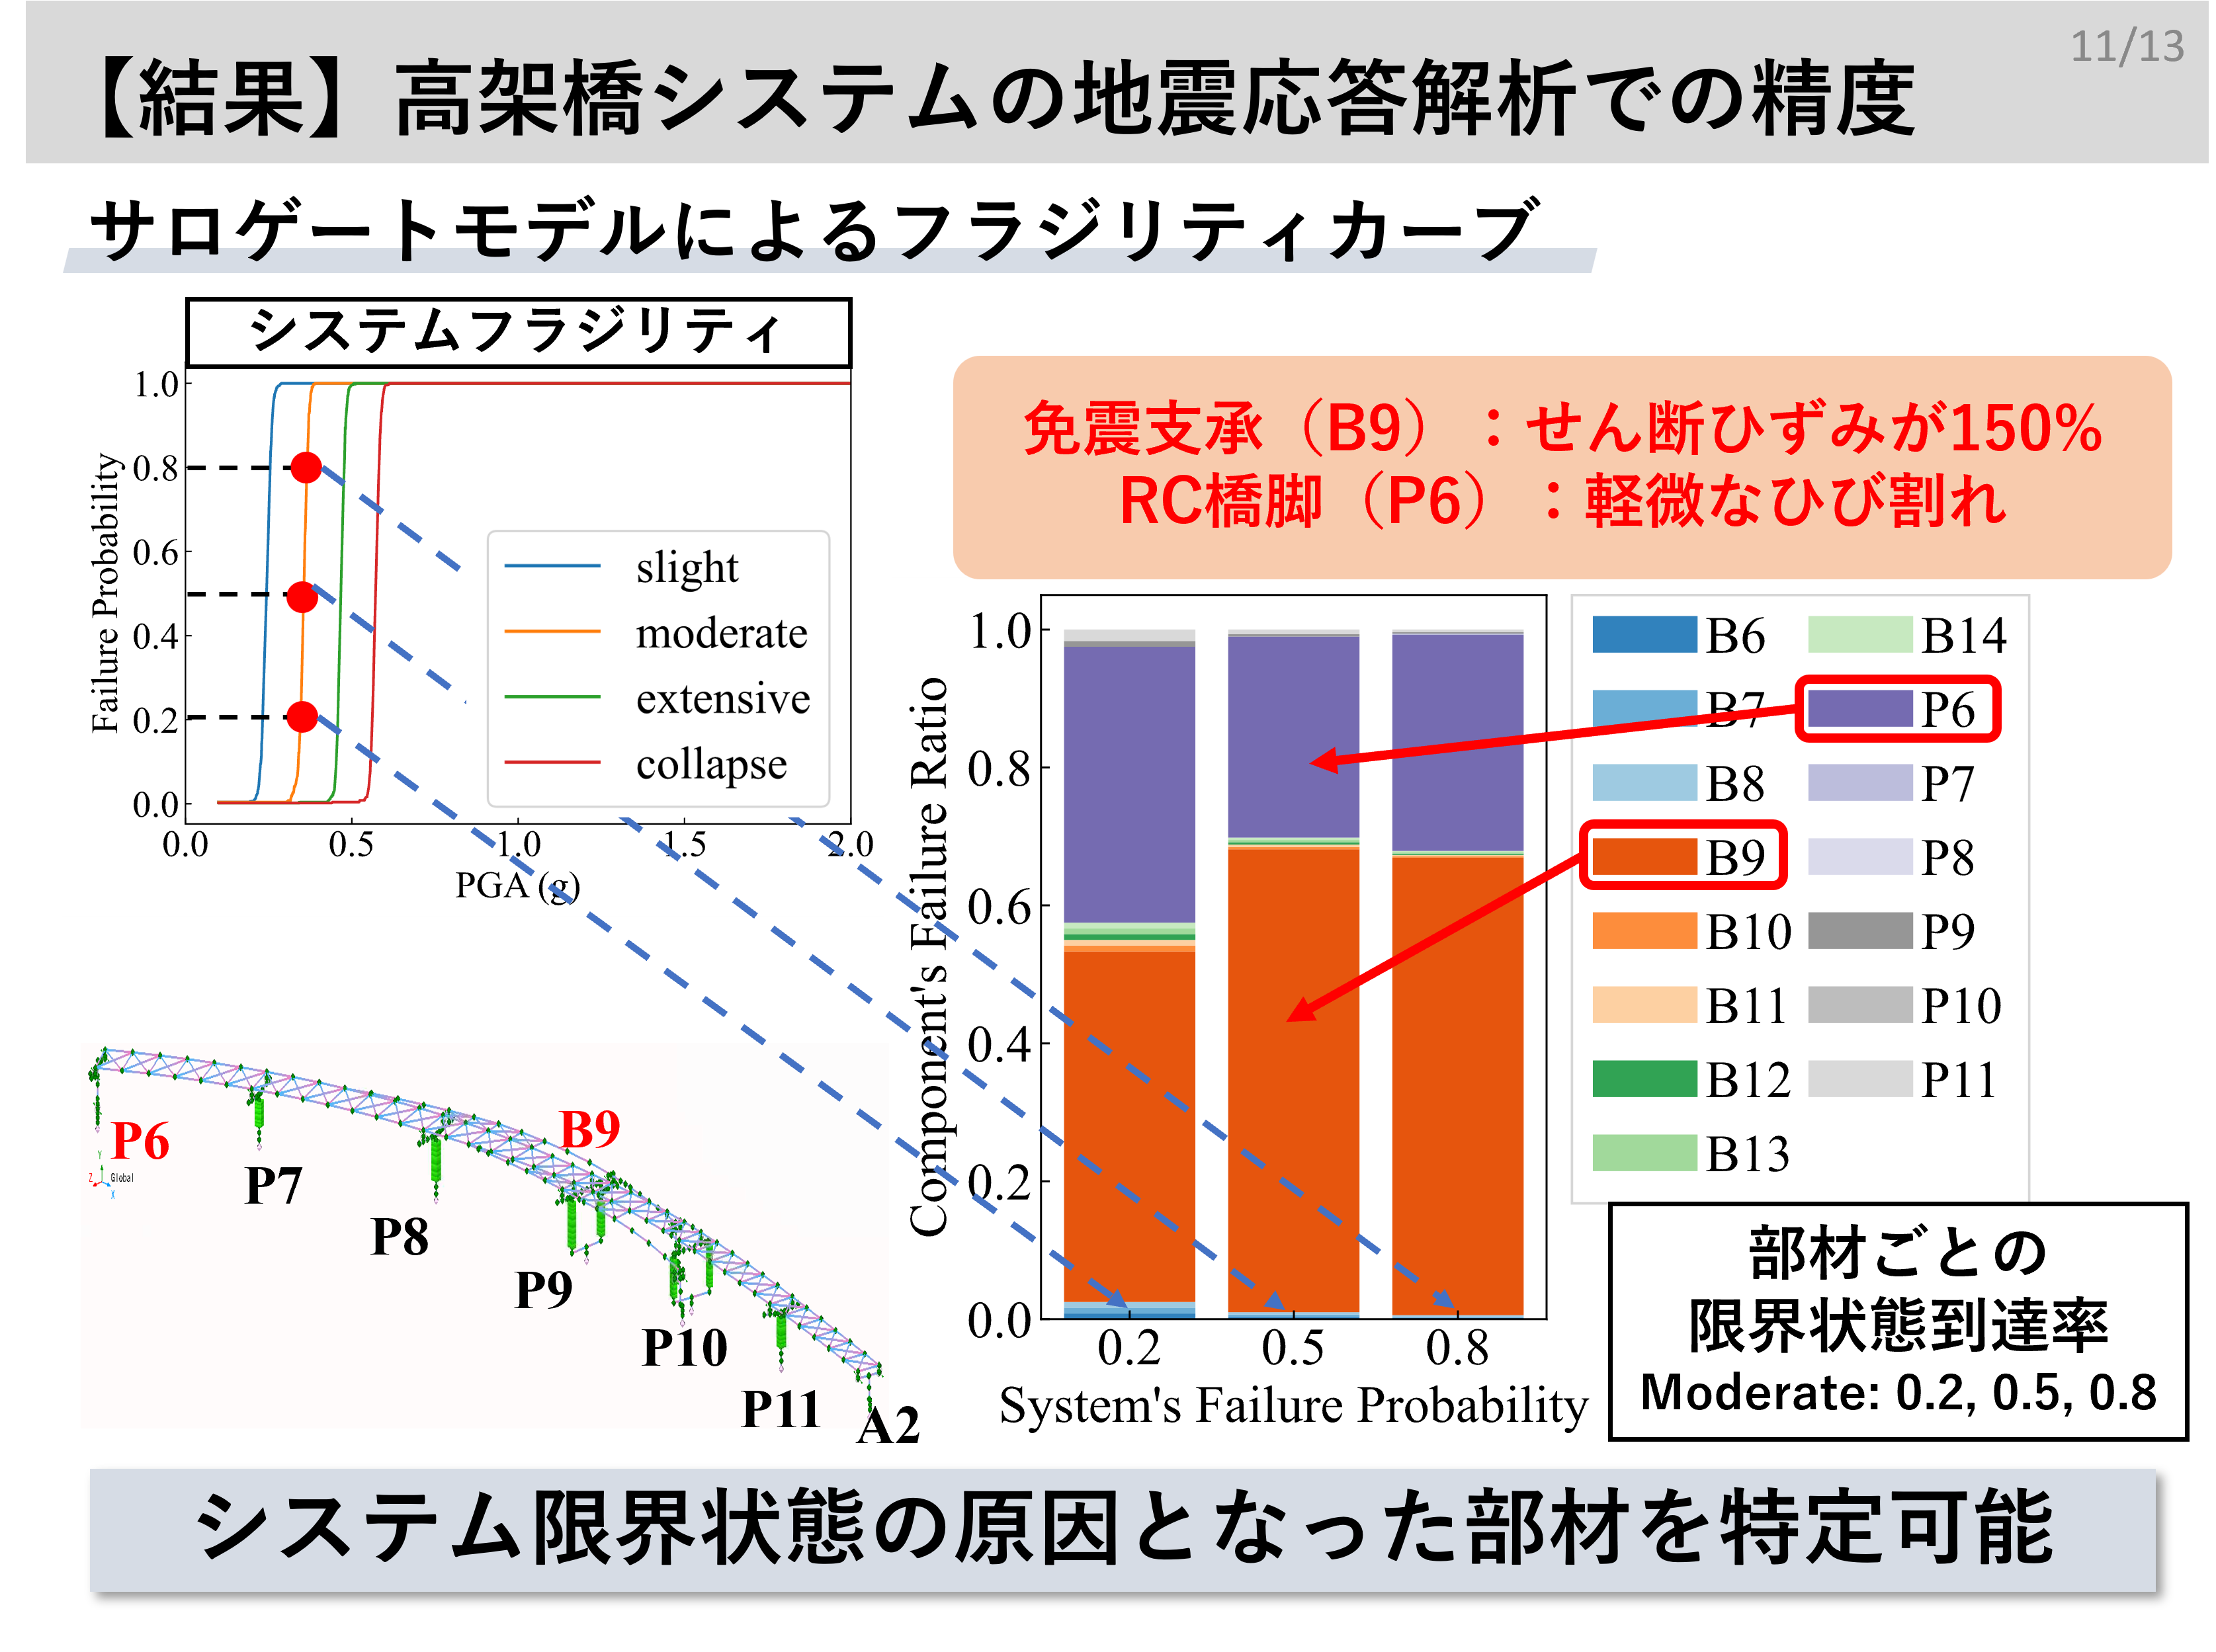 11/13
【結果】高架橋システムの地震応答解析での精度
サロゲートモデルによるフラジリティカーブ
システムフラジリティ
Failure Probability
1.0
0.8
0.6
0.4
0.2
0.0
0.0 0.5 1.0 1.5 2.0
PGA (g)
slight
moderate
extensive
collapse
免震支承（B9）：せん断ひずみが150%
RC橋脚（P6）：軽微なひび割れ
Component's Failure Ratio
1.0
0.8
0.6
0.4
0.2
0.0
0.2 0.5 0.8
System's Failure Probability
B6
B7
B8
B9
B10
B11
B12
B13
B14
P6
P7
P8
P9
P10
P11
P6
P7
P8
B9
P9
P10
P11
A2
Y
Z
X
Global
部材ごとの
限界状態到達率
Moderate: 0.2, 0.5, 0.8
システム限界状態の原因となった部材を特定可能